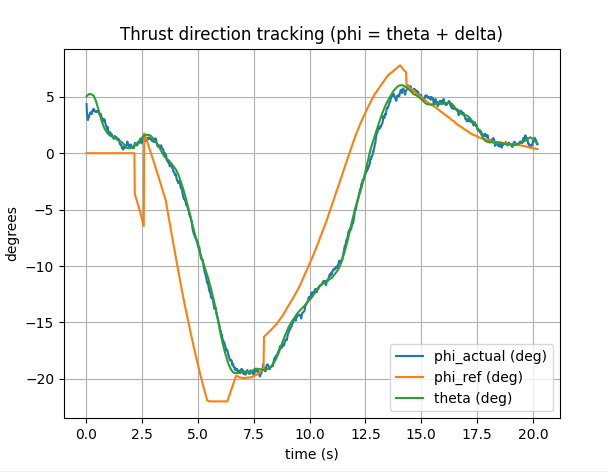 Thrust direction tracking (phi = theta + delta)
degrees
5
0
−5
−10
−15
−20
0.0 2.5 5.0 7.5 10.0 12.5 15.0 17.5 20.0
time (s)
phi_actual (deg)
phi_ref (deg)
theta (deg)